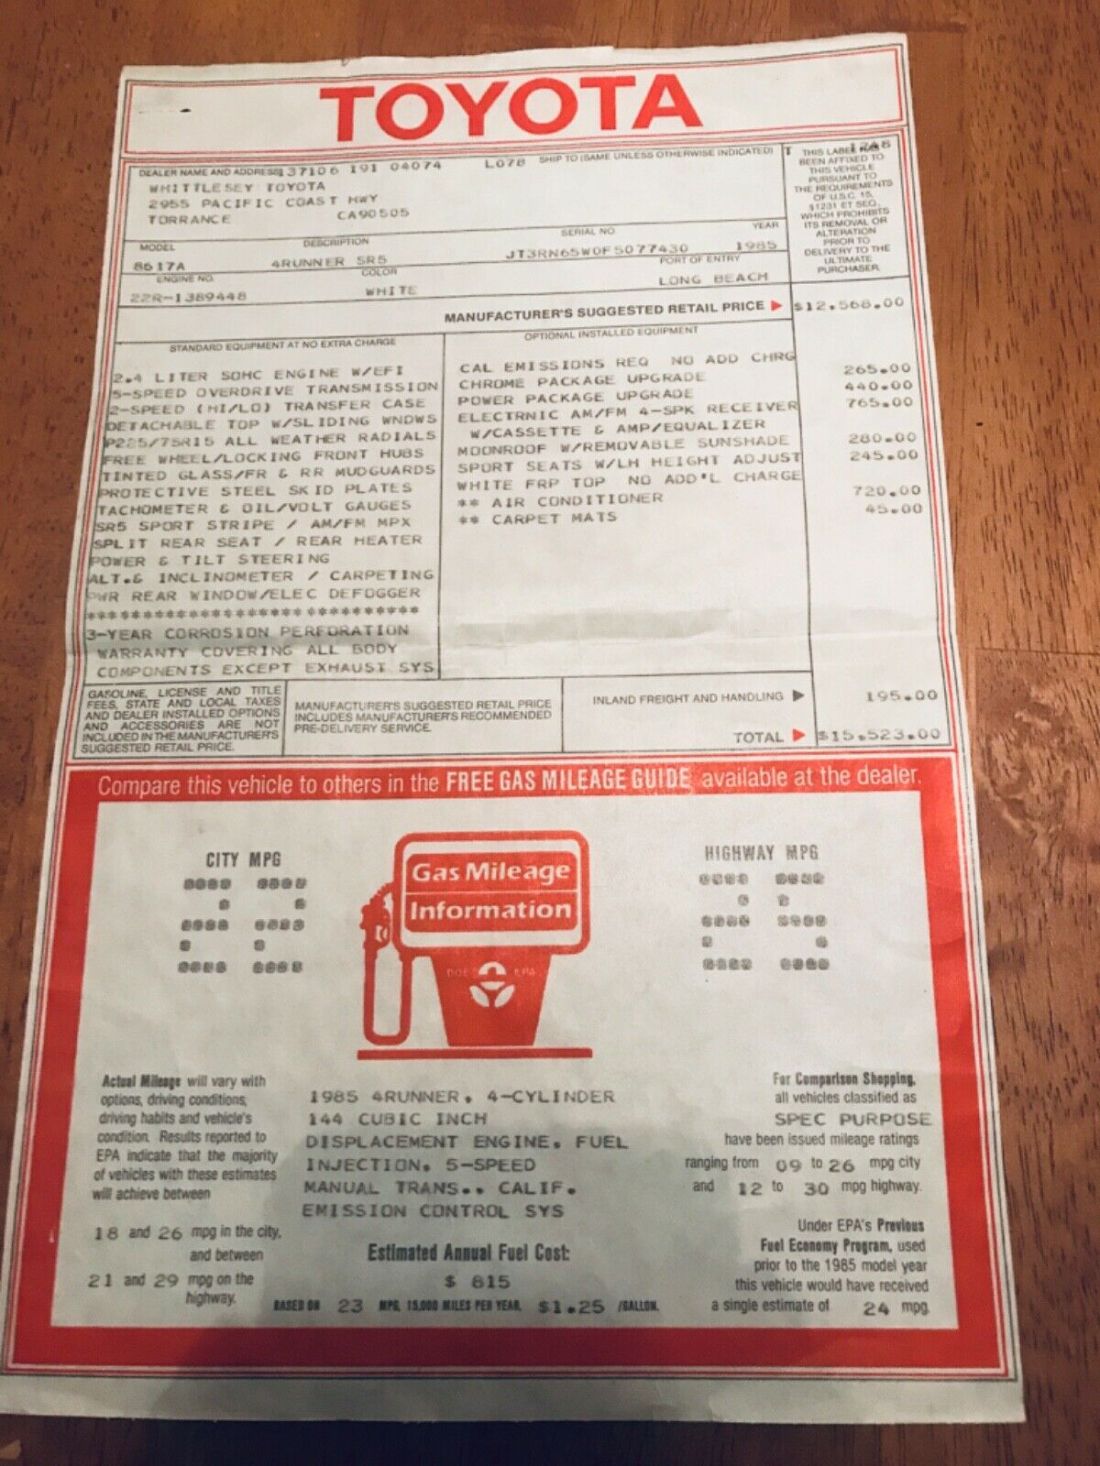 TOYOTA
DEALER NAME AND ADDRESS 37106 191 04074 L078 SHIP TO (SAME UNLESS OTHERWISE INDICATED)
WHITTLESEY TOYOTA
2955 PACIFIC COAST HWY
TORRANCE CA90505
THIS LABEL HAS
BEEN AFFIXED TO
THIS VEHICLE
PURSUANT TO
THE REQUIREMENTS
OF U.S.C. 15,
§1231 ET SEQ.
WHICH PROHIBITS
ITS REMOVAL OR
ALTERATION
PRIOR TO
DELIVERY TO THE
ULTIMATE
PURCHASER.
MODEL DESCRIPTION SERIAL NO. YEAR
8617A 4RUNNER SR5 JT3RN65W0F5077430 1985
ENGINE NO. COLOR PORT OF ENTRY
22R-1389448 WHITE LONG BEACH
MANUFACTURER'S SUGGESTED RETAIL PRICE $12,568.00
STANDARD EQUIPMENT AT NO EXTRA CHARGE
2.4 LITER SOHC ENGINE W/EFI
5-SPEED OVERDRIVE TRANSMISSION
2-SPEED (HI/LO) TRANSFER CASE
DETACHABLE TOP W/SLIDING WNDWS
P225/75R15 ALL WEATHER RADIALS
FREE WHEEL/LOCKING FRONT HUBS
TINTED GLASS/FR & RR MUDGUARDS
PROTECTIVE STEEL SKID PLATES
TACHOMETER & OIL/VOLT GAUGES
SR5 SPORT STRIPE / AM/FM MPX
SPLIT REAR SEAT / REAR HEATER
POWER & TILT STEERING
ALT.& INCLINOMETER / CARPETING
PWR REAR WINDOW/ELEC DEFOGGER
****************************
3-YEAR CORROSION PERFORATION
WARRANTY COVERING ALL BODY
COMPONENTS EXCEPT EXHAUST SYS
OPTIONAL INSTALLED EQUIPMENT
CAL EMISSIONS REQ NO ADD CHRG
CHROME PACKAGE UPGRADE 265.00
POWER PACKAGE UPGRADE 440.00
ELECTRNIC AM/FM 4-SPK RECEIVER 765.00
W/CASSETTE & AMP/EQUALIZER
MOONROOF W/REMOVABLE SUNSHADE 280.00
SPORT SEATS W/LH HEIGHT ADJUST 245.00
WHITE FRP TOP NO ADD'L CHARGE
** AIR CONDITIONER 720.00
** CARPET MATS 45.00
GASOLINE, LICENSE AND TITLE
FEES, STATE AND LOCAL TAXES
AND DEALER INSTALLED OPTIONS
AND ACCESSORIES ARE NOT
INCLUDED IN THE MANUFACTURER'S
SUGGESTED RETAIL PRICE.
MANUFACTURER'S SUGGESTED RETAIL PRICE
INCLUDES MANUFACTURER'S RECOMMENDED
PRE-DELIVERY SERVICE.
INLAND FREIGHT AND HANDLING 195.00
TOTAL $15,523.00
Compare this vehicle to others in the FREE GAS MILEAGE GUIDE available at the dealer.
CITY MPG
22
Gas Mileage
Information
DOE EPA
HIGHWAY MPG
25
Actual Mileage will vary with
options, driving conditions,
driving habits and vehicle's
condition. Results reported to
EPA indicate that the majority
of vehicles with these estimates
will achieve between
18 and 26 mpg in the city,
and between
21 and 29 mpg on the
highway.
1985 4RUNNER, 4-CYLINDER
144 CUBIC INCH
DISPLACEMENT ENGINE, FUEL
INJECTION, 5-SPEED
MANUAL TRANS., CALIF.
EMISSION CONTROL SYS
Estimated Annual Fuel Cost:
$ 815
BASED ON 23 MPG, 15,000 MILES PER YEAR, $1.25 /GALLON.
For Comparison Shopping,
all vehicles classified as
SPEC PURPOSE
have been issued mileage ratings
ranging from 09 to 26 mpg city
and 12 to 30 mpg highway.
Under EPA's Previous
Fuel Economy Program, used
prior to the 1985 model year
this vehicle would have received
a single estimate of 24 mpg.